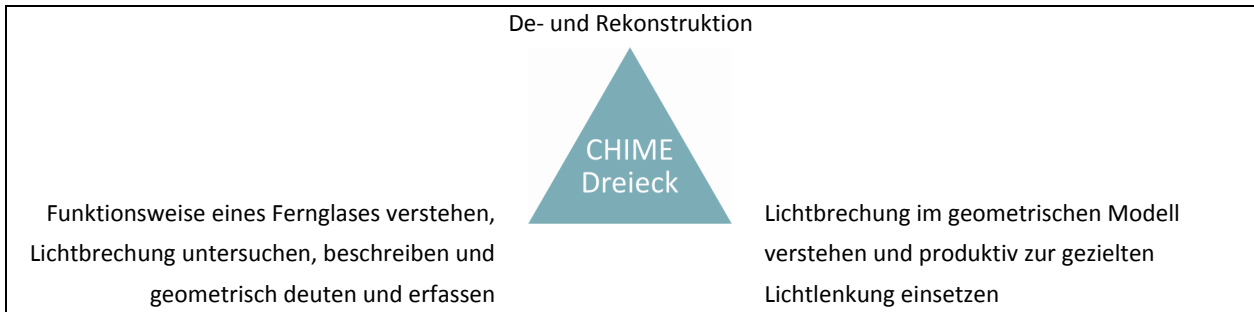 De- und Rekonstruktion
CHIME
Dreieck
Funktionsweise eines Fernglases verstehen,
Lichtbrechung untersuchen, beschreiben und
geometrisch deuten und erfassen
Lichtbrechung im geometrischen Modell
verstehen und produktiv zur gezielten
Lichtlenkung einsetzen